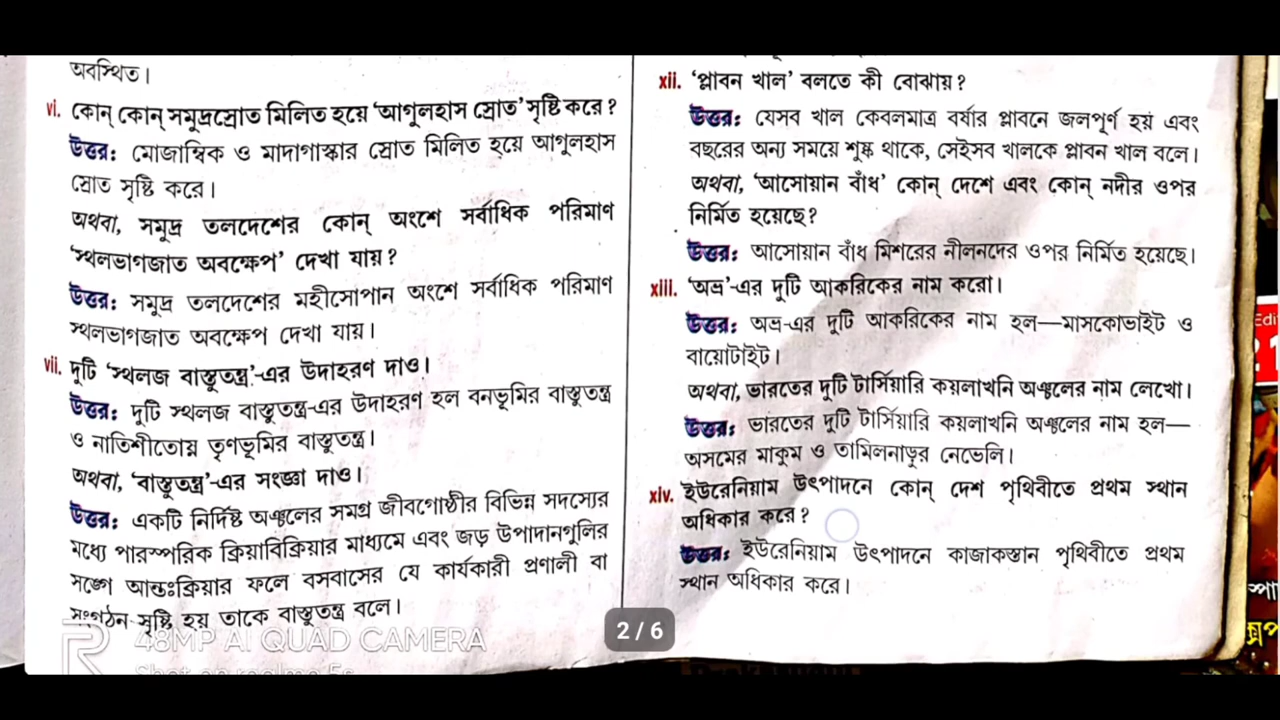 অবস্থিত।
vi. কোন্ কোন্ সমুদ্রস্রোত মিলিত হয়ে ‘আগুলহাস স্রোত’ সৃষ্টি করে?
উত্তর: মোজাম্বিক ও মাদাগাস্কার স্রোত মিলিত হয়ে আগুলহাস
স্রোত সৃষ্টি করে।
অথবা, সমুদ্র তলদেশের কোন্ অংশে সর্বাধিক পরিমাণ
‘স্থলভাগজাত অবক্ষেপ’ দেখা যায়?
উত্তর: সমুদ্র তলদেশের মহীসোপান অংশে সর্বাধিক পরিমাণ
স্থলভাগজাত অবক্ষেপ দেখা যায়।
vii. দুটি ‘স্থলজ বাস্তুতন্ত্র’-এর উদাহরণ দাও।
উত্তর: দুটি স্থলজ বাস্তুতন্ত্র-এর উদাহরণ হল বনভূমির বাস্তুতন্ত্র
ও নাতিশীতোয় তৃণভূমির বাস্তুতন্ত্র।
অথবা, ‘বাস্তুতন্ত্র’-এর সংজ্ঞা দাও।
উত্তর: একটি নির্দিষ্ট অঞ্চলের সমগ্র জীবগোষ্ঠীর বিভিন্ন সদস্যের
মধ্যে পারস্পরিক ক্রিয়াবিক্রিয়ার মাধ্যমে এবং জড় উপাদানগুলির
সঙ্গে আন্তঃক্রিয়ার ফলে বসবাসের যে কার্যকারী প্রণালী বা
সংগঠন সৃষ্টি হয় তাকে বাস্তুতন্ত্র বলে।
48MP AI QUAD CAMERA
2 / 6
xii. ‘প্লাবন খাল’ বলতে কী বোঝায়?
উত্তর: যেসব খাল কেবলমাত্র বর্ষার প্লাবনে জলপূর্ণ হয় এবং
বছরের অন্য সময়ে শুষ্ক থাকে, সেইসব খালকে প্লাবন খাল বলে।
অথবা, ‘আসোয়ান বাঁধ’ কোন্ দেশে এবং কোন্ নদীর ওপর
নির্মিত হয়েছে?
উত্তর: আসোয়ান বাঁধ মিশরের নীলনদের ওপর নির্মিত হয়েছে।
xiii. ‘অভ্র’-এর দুটি আকরিকের নাম করো।
উত্তর: অভ্র-এর দুটি আকরিকের নাম হল—মাসকোভাইট ও
বায়োটাইট।
অথবা, ভারতের দুটি টার্সিয়ারি কয়লাখনি অঞ্চলের নাম লেখো।
উত্তর: ভারতের দুটি টার্সিয়ারি কয়লাখনি অঞ্চলের নাম হল—
অসমের মাকুম ও তামিলনাড়ুর নেভেলি।
xiv. ইউরেনিয়াম উৎপাদনে কোন্ দেশ পৃথিবীতে প্রথম স্থান
অধিকার করে?
উত্তর: ইউরেনিয়াম উৎপাদনে কাজাকস্তান পৃথিবীতে প্রথম
স্থান অধিকার করে।